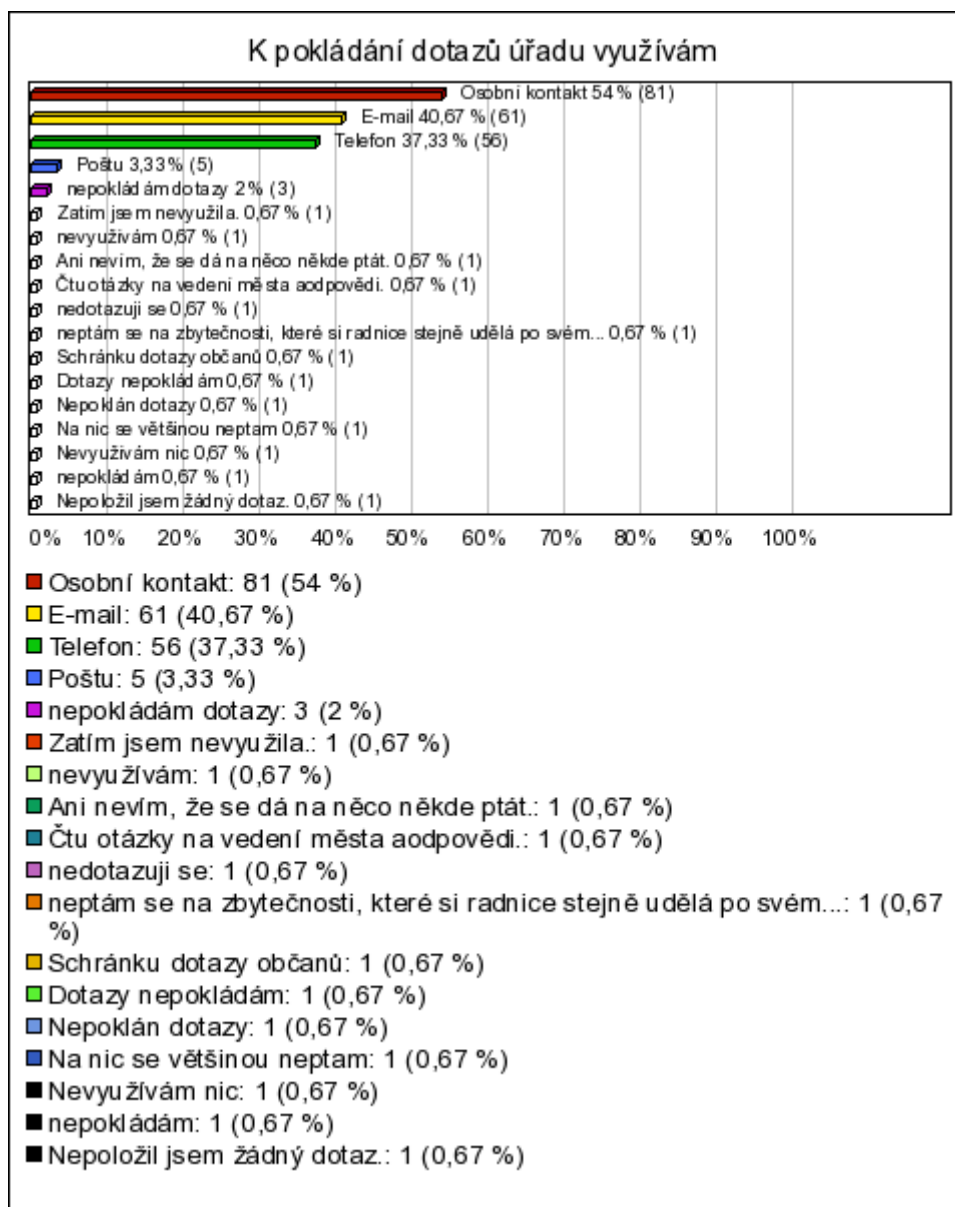 K pokládání dotazů úřadu využívám
Osobní kontakt 54 % (81)
E-mail 40,67 % (61)
Telefon 37,33 % (56)
Poštu 3,33 % (5)
nepokládám dotazy 2 % (3)
Zatím jsem nevyužila. 0,67 % (1)
nevyužívám 0,67 % (1)
Ani nevím, že se dá na něco někde ptát. 0,67 % (1)
Čtu otázky na vedení města aodpovědi. 0,67 % (1)
nedotazuji se 0,67 % (1)
neptám se na zbytečnosti, které si radnice stejně udělá po svém... 0,67 % (1)
Schránku dotazy občanů 0,67 % (1)
Dotazy nepokládám 0,67 % (1)
Nepoklán dotazy 0,67 % (1)
Na nic se většinou neptam 0,67 % (1)
Nevyužívám nic 0,67 % (1)
nepokládám 0,67 % (1)
Nepoložil jsem žádný dotaz. 0,67 % (1)
0% 10% 20% 30% 40% 50% 60% 70% 80% 90% 100%
Osobní kontakt: 81 (54 %)
E-mail: 61 (40,67 %)
Telefon: 56 (37,33 %)
Poštu: 5 (3,33 %)
nepokládám dotazy: 3 (2 %)
Zatím jsem nevyužila.: 1 (0,67 %)
nevyužívám: 1 (0,67 %)
Ani nevím, že se dá na něco někde ptát.: 1 (0,67 %)
Čtu otázky na vedení města aodpovědi.: 1 (0,67 %)
nedotazuji se: 1 (0,67 %)
neptám se na zbytečnosti, které si radnice stejně udělá po svém...: 1 (0,67
%)
Schránku dotazy občanů: 1 (0,67 %)
Dotazy nepokládám: 1 (0,67 %)
Nepoklán dotazy: 1 (0,67 %)
Na nic se většinou neptam: 1 (0,67 %)
Nevyužívám nic: 1 (0,67 %)
nepokládám: 1 (0,67 %)
Nepoložil jsem žádný dotaz.: 1 (0,67 %)